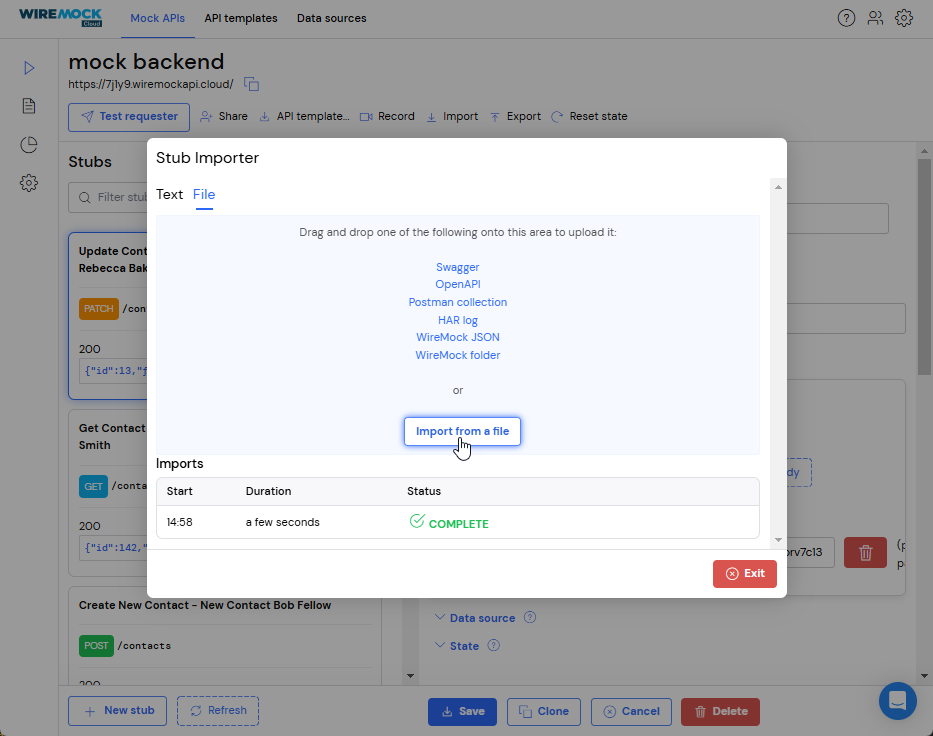 WIREMOCK
Cloud
Mock APIs
API templates
Data sources
mock backend
https://7j1y9.wiremockapi.cloud/
Test requester
Share
API template...
Record
Import
Export
Reset state
Stubs
Filter stub
Update Cont
Rebecca Bak
PATCH /con
200
{"id":13,"f
Get Contact
Smith
GET /conta
200
{"id":142,"
Create New Contact - New Contact Bob Fellow
POST /contacts
200
New stub
Refresh
Stub Importer
Text
File
Drag and drop one of the following onto this area to upload it:
Swagger
OpenAPI
Postman collection
HAR log
WireMock JSON
WireMock folder
or
Import from a file
Imports
Start Duration Status
14:58 a few seconds COMPLETE
Exit
dy
orv7c13
Data source
State
Save
Clone
Cancel
Delete